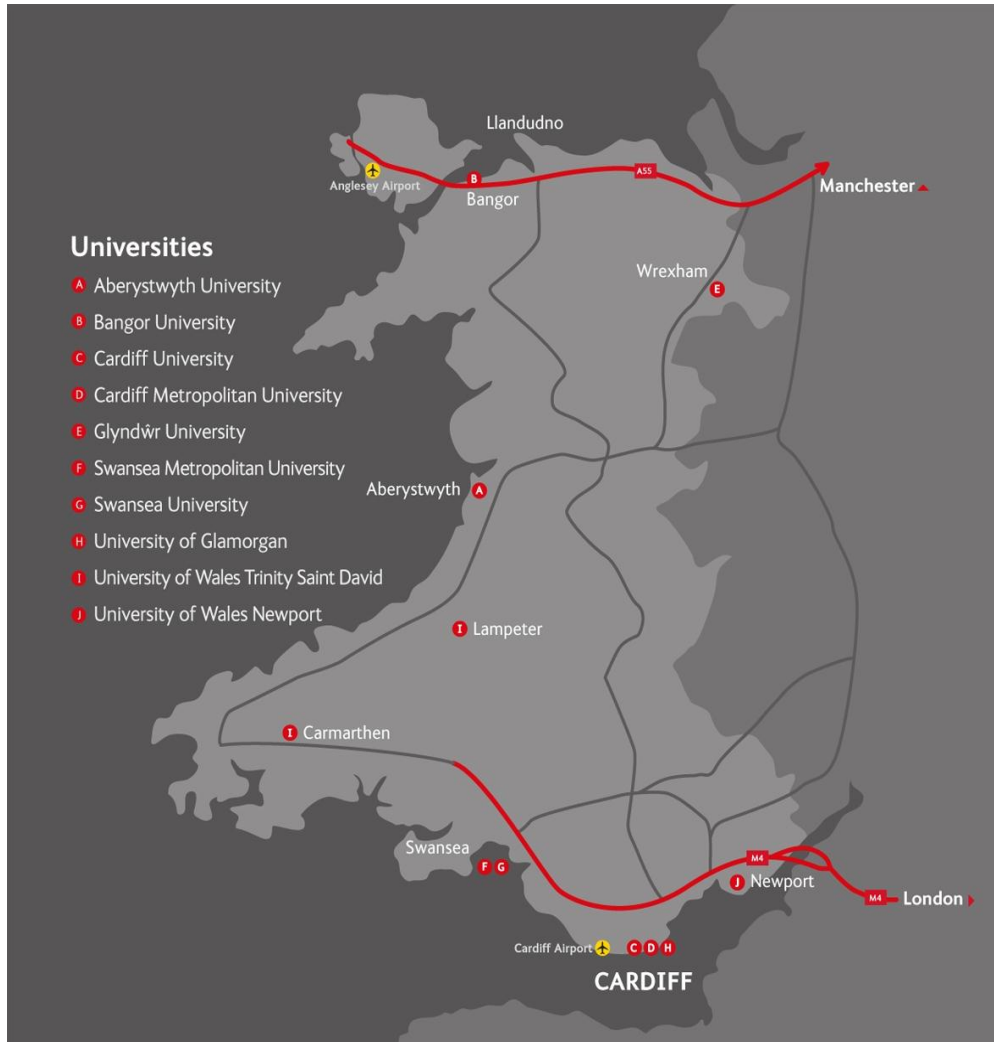 Llandudno
A55
Anglesey Airport
B
Bangor
Manchester
Universities
A Aberystwyth University
B Bangor University
C Cardiff University
D Cardiff Metropolitan University
E Glyndŵr University
F Swansea Metropolitan University
G Swansea University
H University of Glamorgan
I University of Wales Trinity Saint David
J University of Wales Newport
Wrexham
E
Aberystwyth A
I Lampeter
I Carmarthen
Swansea
F G
M4
J Newport
M4 London
Cardiff Airport C D H
CARDIFF